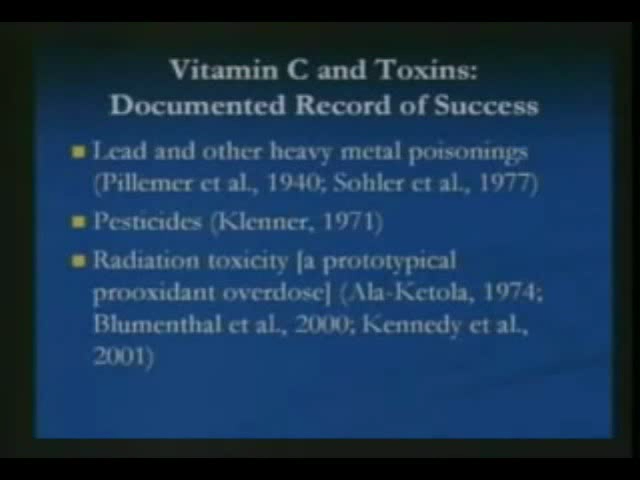 Vitamin C and Toxins:
Documented Record of Success
Lead and other heavy metal poisonings
(Pillemer et al., 1940; Sohler et al., 1977)
Pesticides (Klenner, 1971)
Radiation toxicity [a prototypical
prooxidant overdose] (Ala-Ketola, 1974;
Blumenthal et al., 2000; Kennedy et al.,
2001)